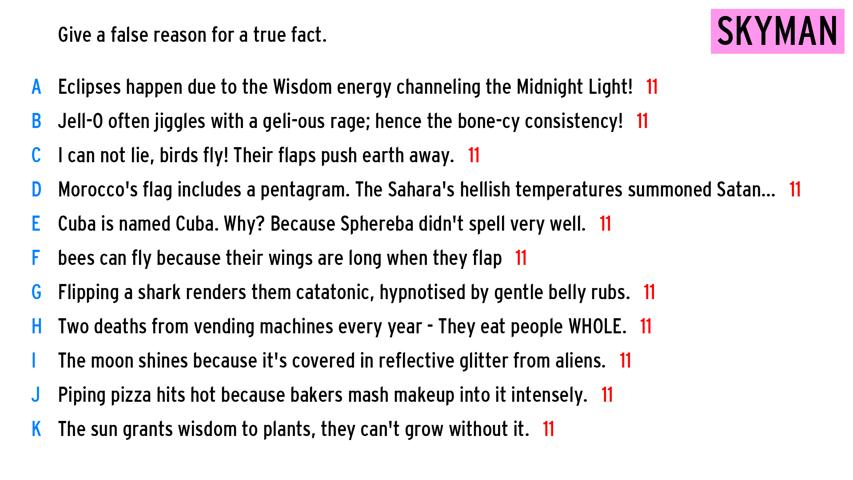 Give a false reason for a true fact.
SKYMAN
A Eclipses happen due to the Wisdom energy channeling the Midnight Light! 11
B Jell-O often jiggles with a geli-ous rage; hence the bone-cy consistency! 11
C I can not lie, birds fly! Their flaps push earth away. 11
D Morocco's flag includes a pentagram. The Sahara's hellish temperatures summoned Satan... 11
E Cuba is named Cuba. Why? Because Sphereba didn't spell very well. 11
F bees can fly because their wings are long when they flap 11
G Flipping a shark renders them catatonic, hypnotised by gentle belly rubs. 11
H Two deaths from vending machines every year - They eat people WHOLE. 11
I The moon shines because it's covered in reflective glitter from aliens. 11
J Piping pizza hits hot because bakers mash makeup into it intensely. 11
K The sun grants wisdom to plants, they can't grow without it. 11